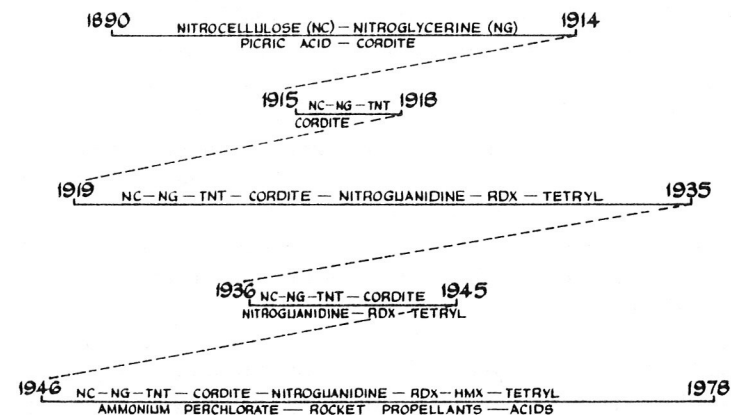 1890 NITROCELLULOSE (NC) — NITROGLYCERINE (NG) 1914
PICRIC ACID — CORDITE
1915 NC—NG—TNT 1918
CORDITE
1919 NC—NG—TNT—CORDITE—NITROGUANIDINE—RDX—TETRYL 1935
1936 NC—NG—TNT—CORDITE 1945
NITROGUANIDINE—RDX—TETRYL
1946 NC—NG—TNT—CORDITE—NITROGUANIDINE—RDX—HMX—TETRYL 1978
AMMONIUM PERCHLORATE — ROCKET PROPELLANTS — ACIDS